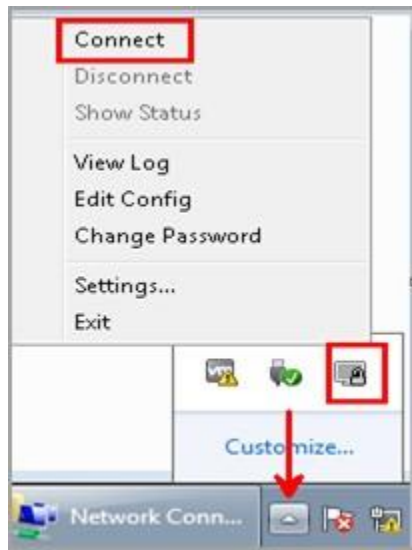 Connect
Disconnect
Show Status
View Log
Edit Config
Change Password
Settings...
Exit
Customize...
Network Conn...